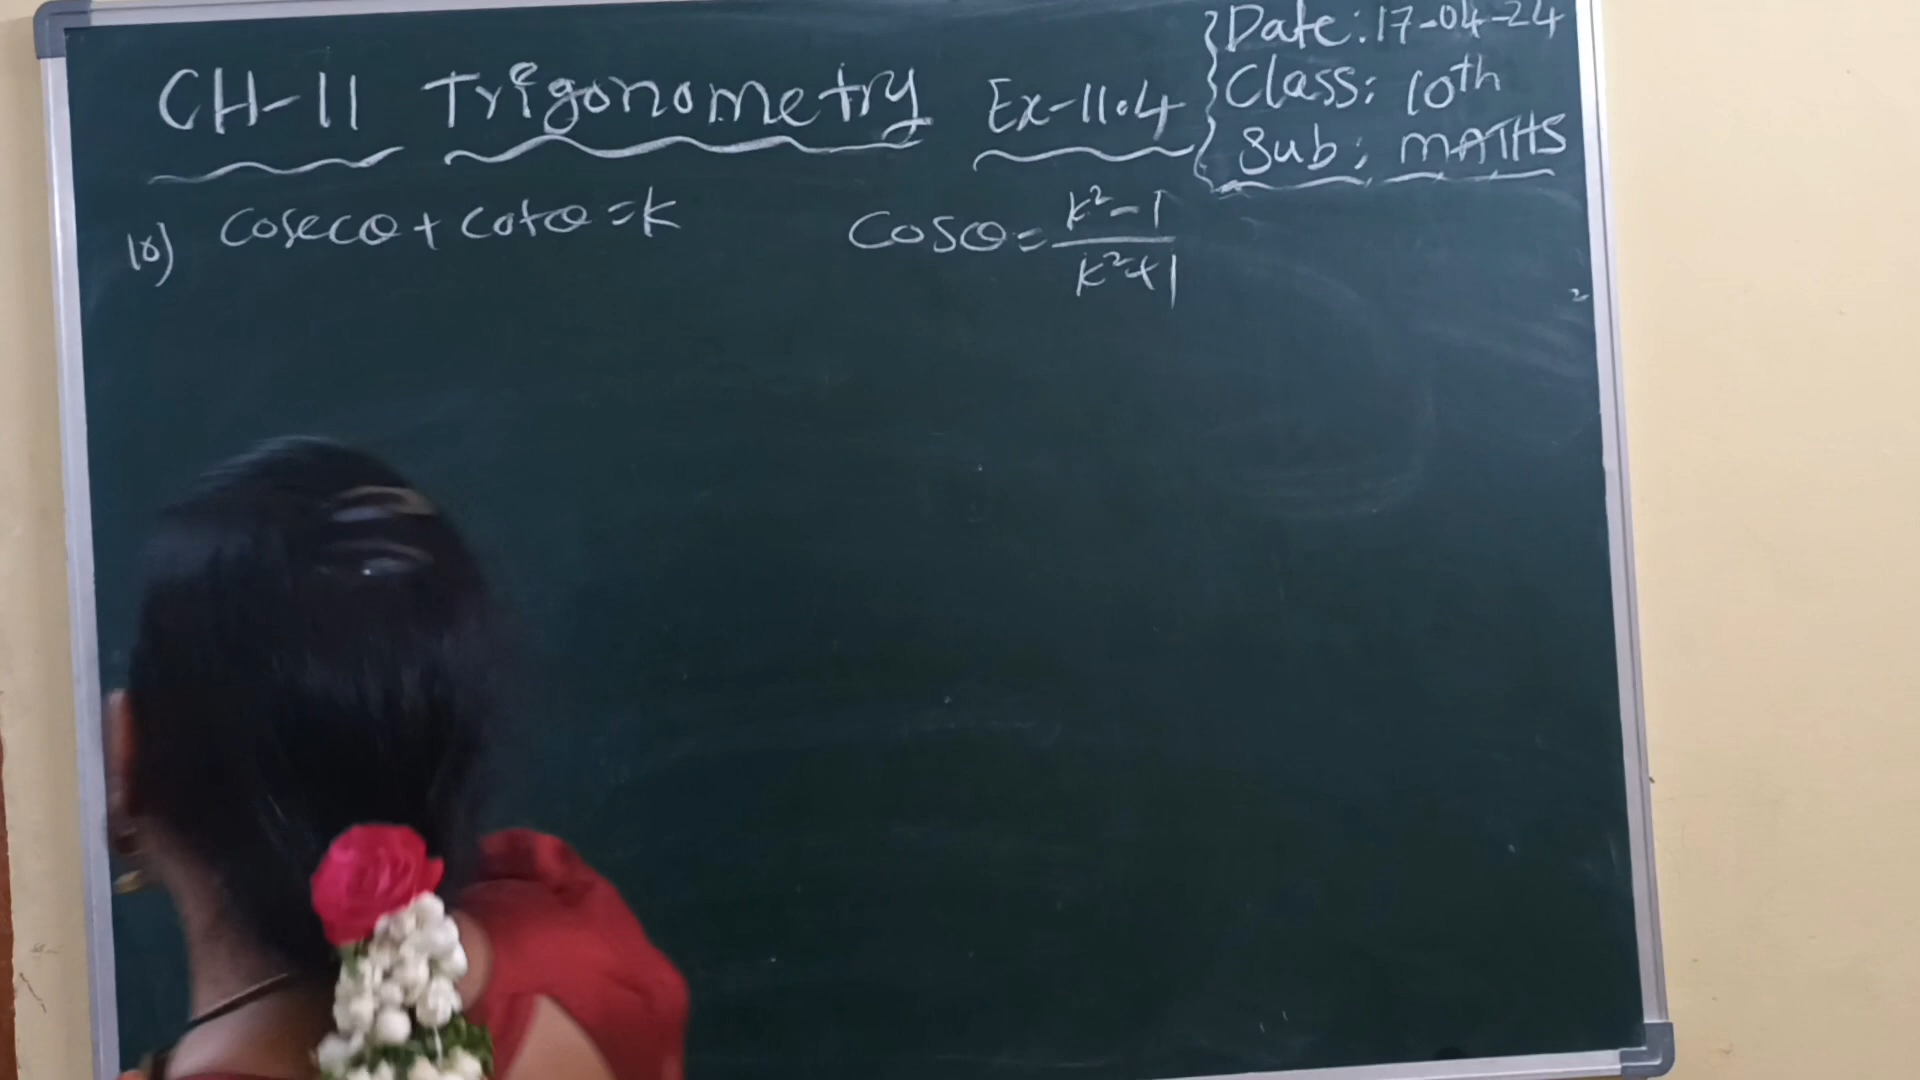 CH-11 Trigonometry Ex-11.4
Date: 17-04-24
Class: 10th
Sub: MATHS
10) cosecθ + cotθ = k cosθ = k²-1 / k²+1